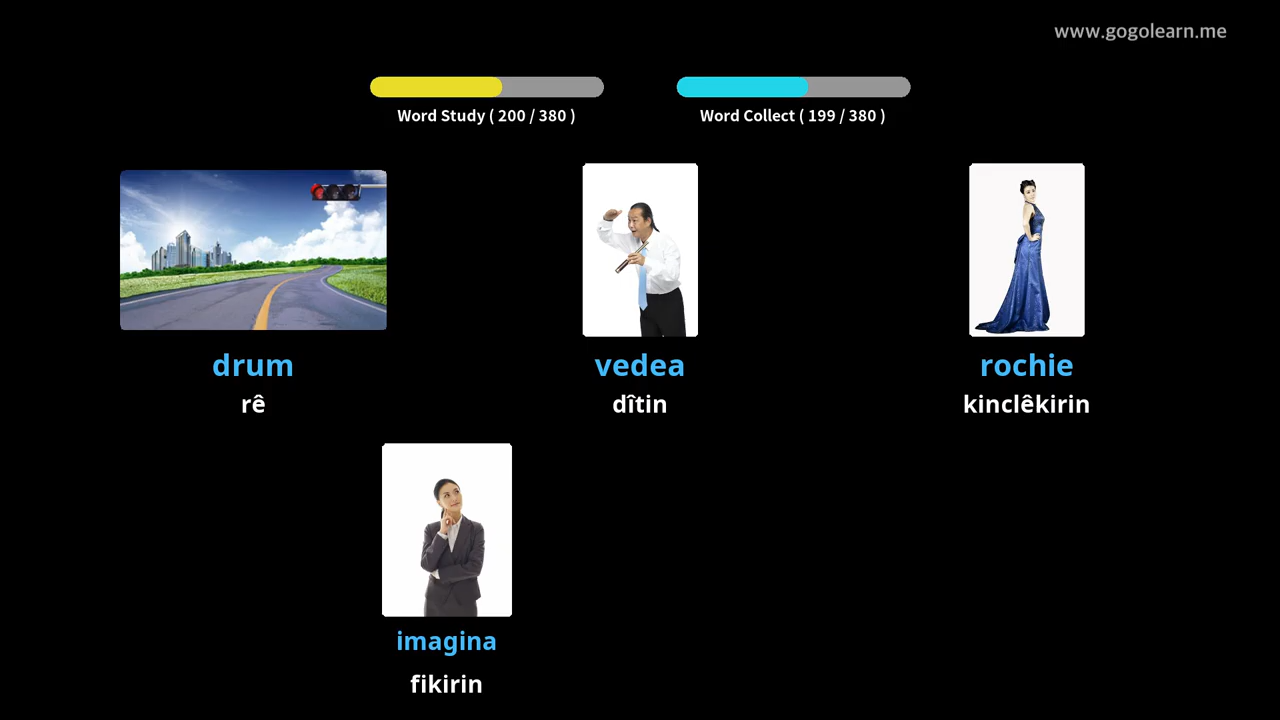 www.gogolearn.me
Word Study ( 200 / 380 )
Word Collect ( 199 / 380 )
drum
rê
vedea
dîtin
rochie
kinclêkirin
imagina
fikirin